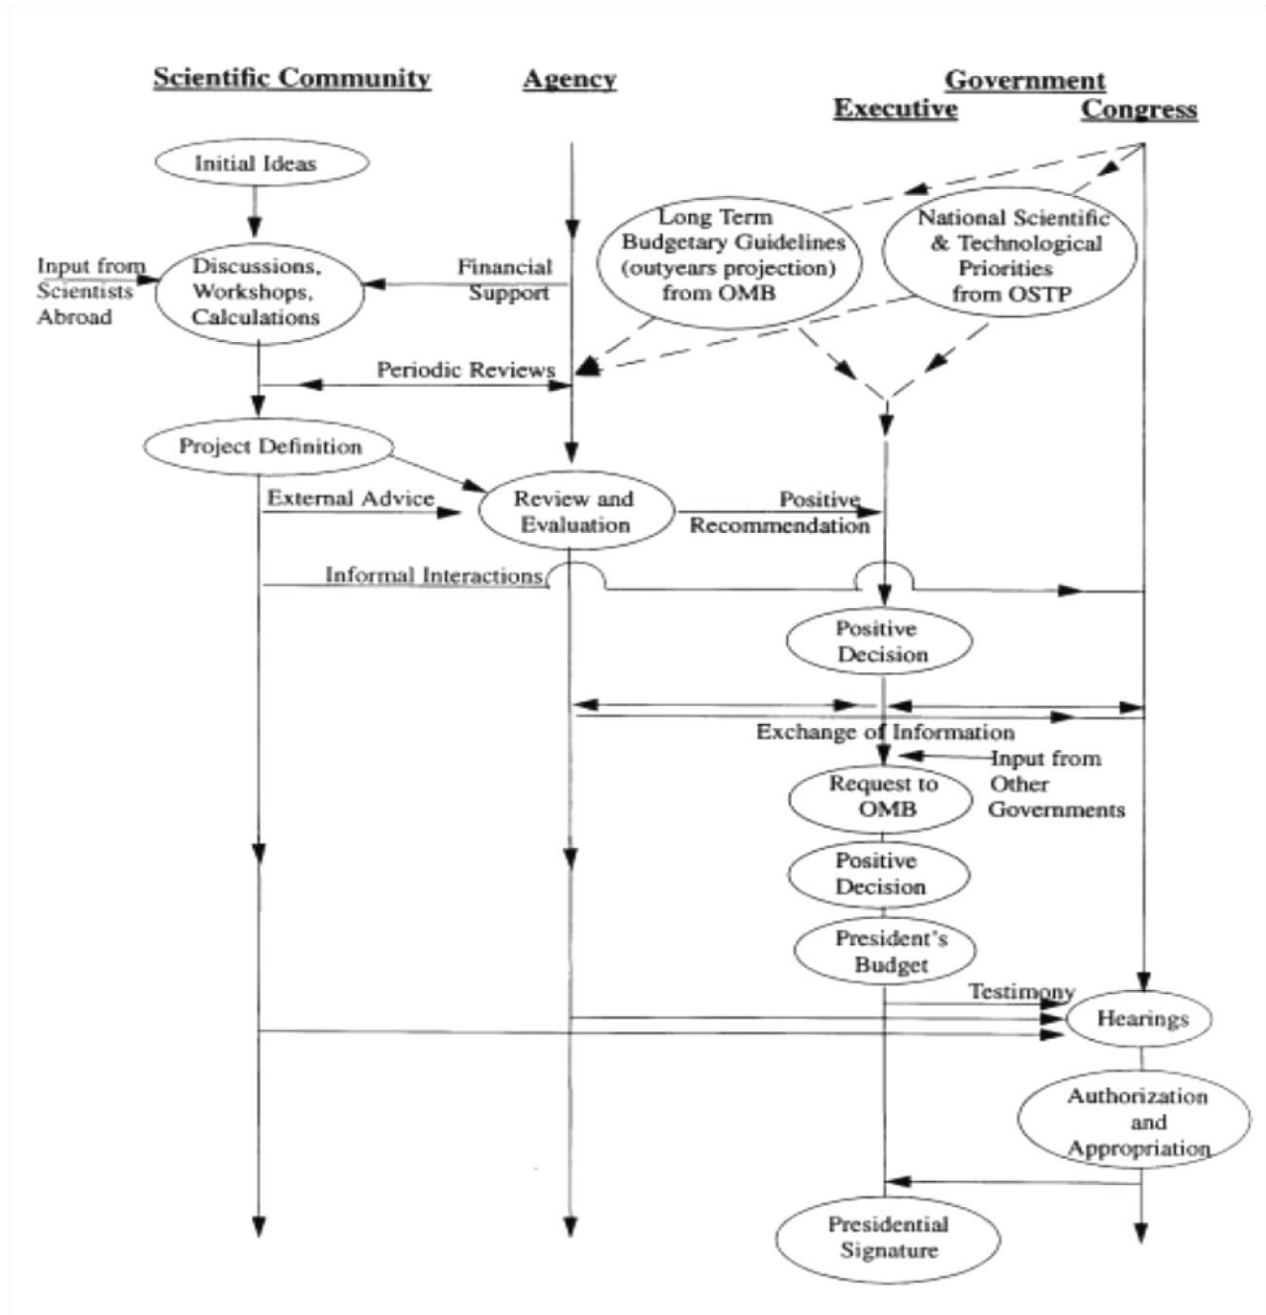 Scientific Community
Agency
Government
Executive
Congress
Initial Ideas
Long Term
Budgetary Guidelines
(outyears projection)
from OMB
National Scientific
& Technological
Priorities
from OSTP
Input from
Scientists
Abroad
Discussions,
Workshops,
Calculations
Financial
Support
Periodic Reviews
Project Definition
External Advice
Review and
Evaluation
Positive
Recommendation
Informal Interactions
Positive
Decision
Exchange of Information
Input from
Other
Governments
Request to
OMB
Positive
Decision
President's
Budget
Testimony
Hearings
Authorization
and
Appropriation
Presidential
Signature